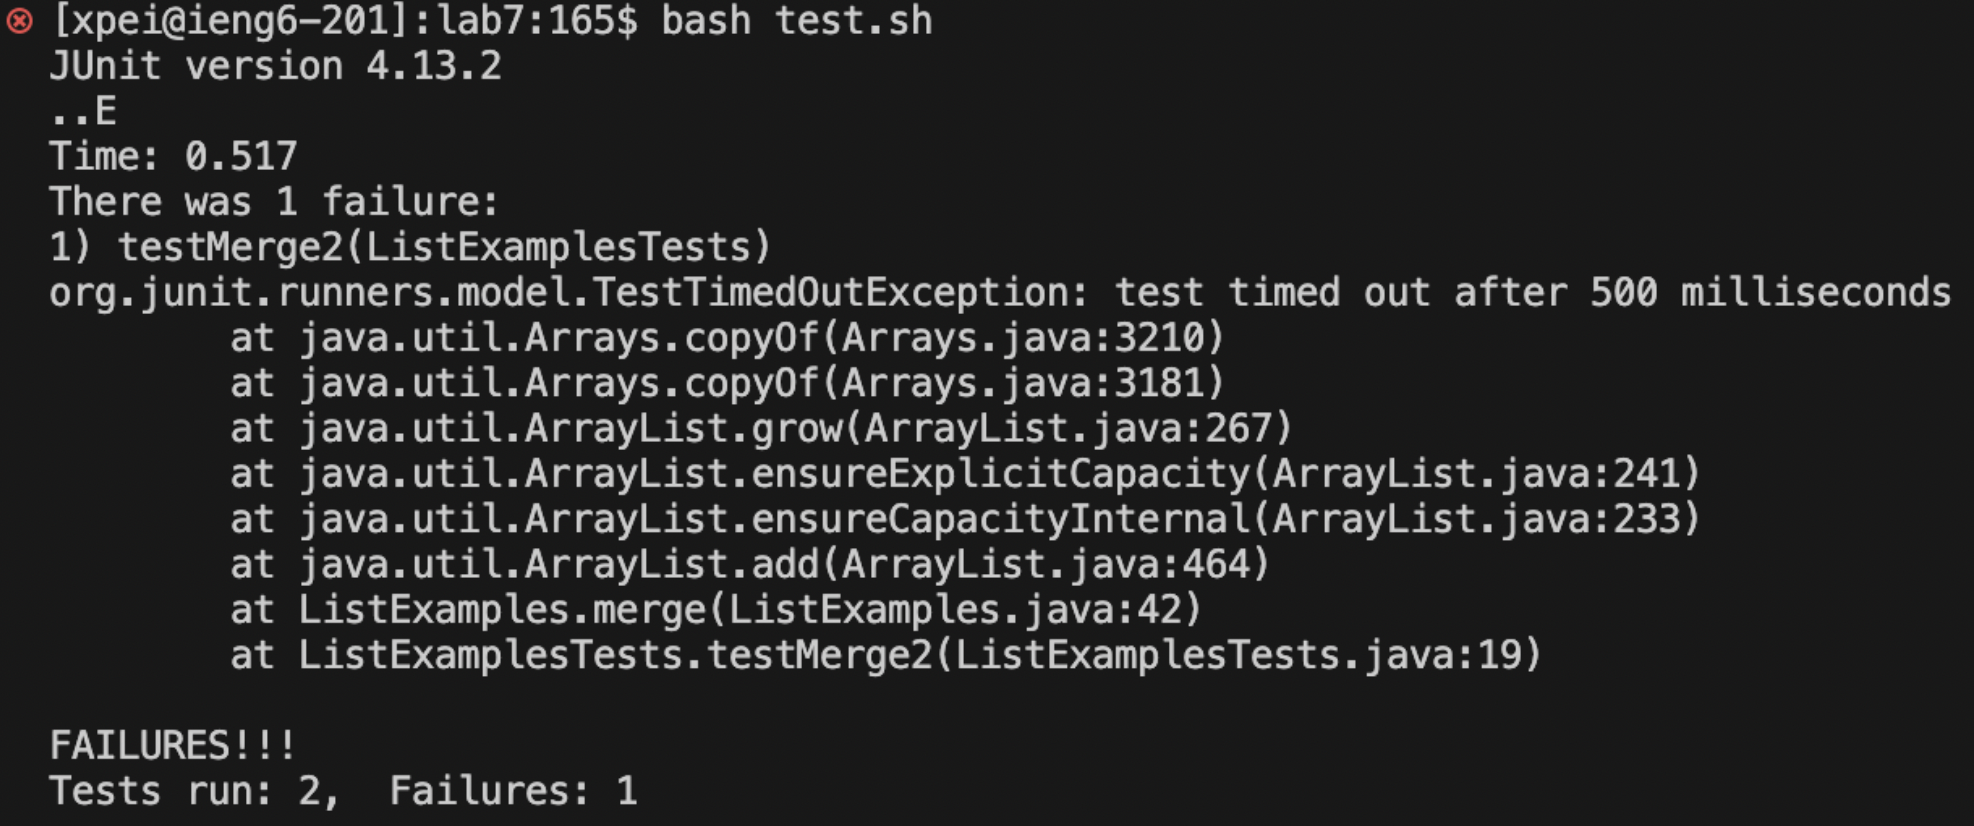 [xpei@ieng6-201]:lab7:165$ bash test.sh
JUnit version 4.13.2
..E
Time: 0.517
There was 1 failure:
1) testMerge2(ListExamplesTests)
org.junit.runners.model.TestTimedOutException: test timed out after 500 milliseconds
        at java.util.Arrays.copyOf(Arrays.java:3210)
        at java.util.Arrays.copyOf(Arrays.java:3181)
        at java.util.ArrayList.grow(ArrayList.java:267)
        at java.util.ArrayList.ensureExplicitCapacity(ArrayList.java:241)
        at java.util.ArrayList.ensureCapacityInternal(ArrayList.java:233)
        at java.util.ArrayList.add(ArrayList.java:464)
        at ListExamples.merge(ListExamples.java:42)
        at ListExamplesTests.testMerge2(ListExamplesTests.java:19)

FAILURES!!!
Tests run: 2,  Failures: 1